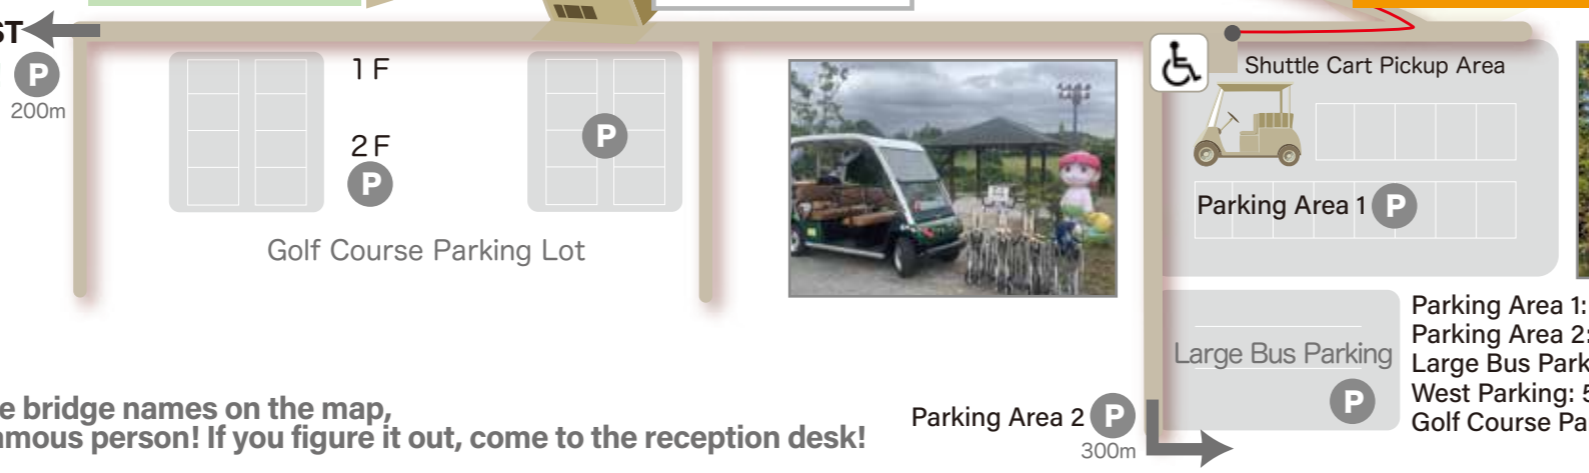 ST
P
200m
1F
2F
P
P
Golf Course Parking Lot
Shuttle Cart Pickup Area
Parking Area 1 P
Large Bus Parking
P
Parking Area 1:
Parking Area 2:
Large Bus Park
West Parking: 5
Golf Course Pa
Parking Area 2 P
300m
e bridge names on the map,
amous person! If you figure it out, come to the reception desk!